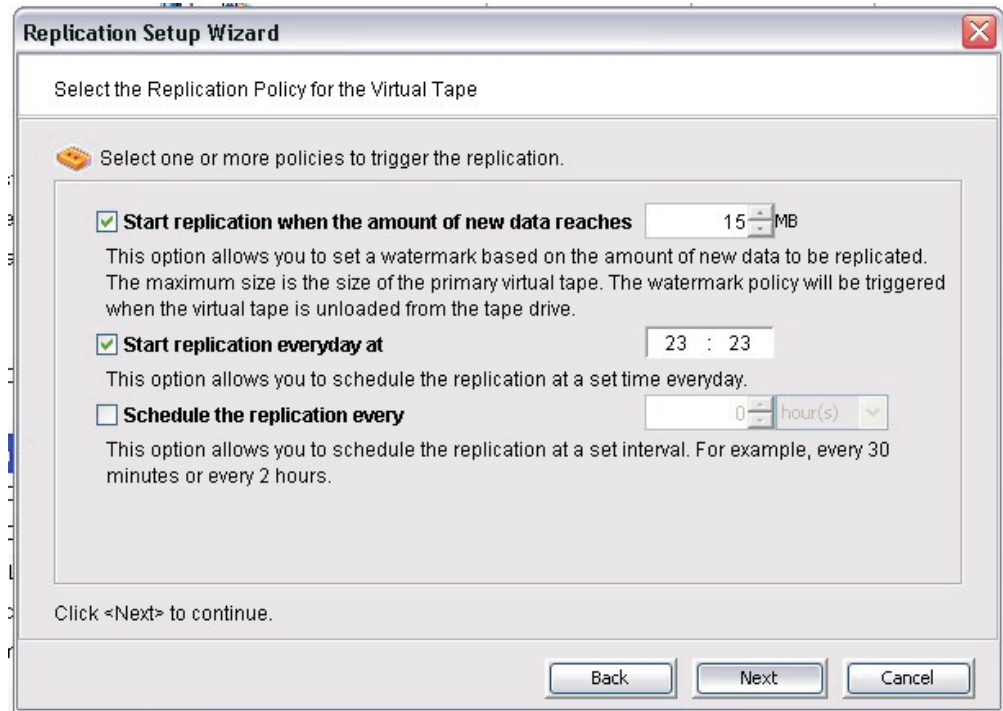 Replication Setup Wizard
Select the Replication Policy for the Virtual Tape
Select one or more policies to trigger the replication.
Start replication when the amount of new data reaches 15 MB
This option allows you to set a watermark based on the amount of new data to be replicated.
The maximum size is the size of the primary virtual tape. The watermark policy will be triggered
when the virtual tape is unloaded from the tape drive.
Start replication everyday at 23 : 23
This option allows you to schedule the replication at a set time everyday.
Schedule the replication every 0 hour(s)
This option allows you to schedule the replication at a set interval. For example, every 30
minutes or every 2 hours.
Click <Next> to continue.
Back Next Cancel